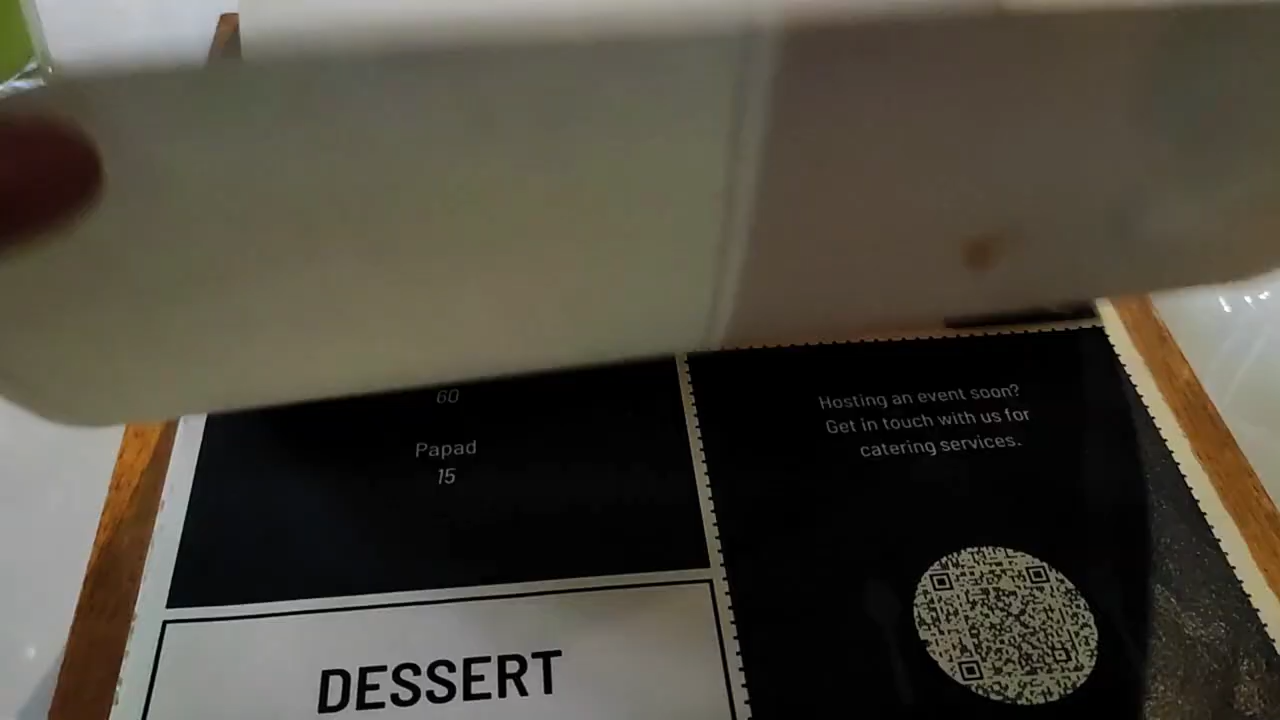 60
Papad
15
DESSERT
Hosting an event soon?
Get in touch with us for
catering services.